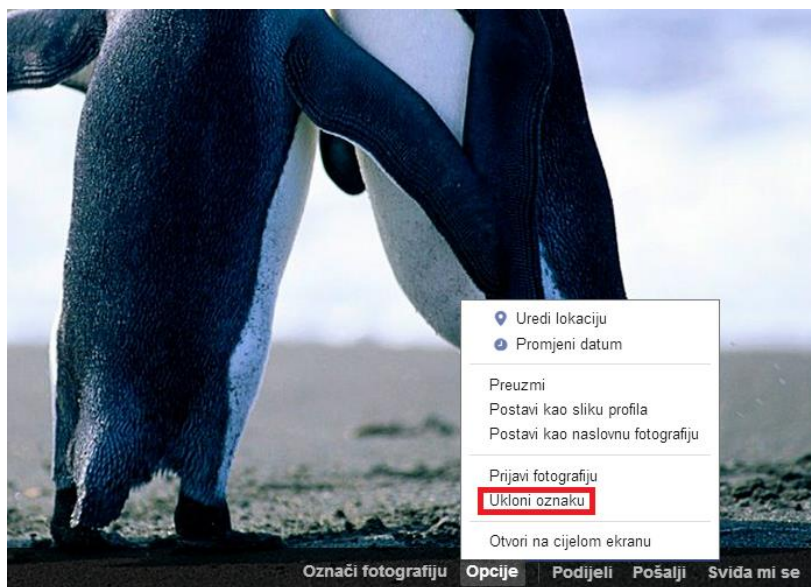 Uredi lokaciju
Promjeni datum
Preuzmi
Postavi kao sliku profila
Postavi kao naslovnu fotografiju
Prijavi fotografiju
Ukloni oznaku
Otvori na cijelom ekranu
Označi fotografiju Opcije Podijeli Pošalji Sviđa mi se